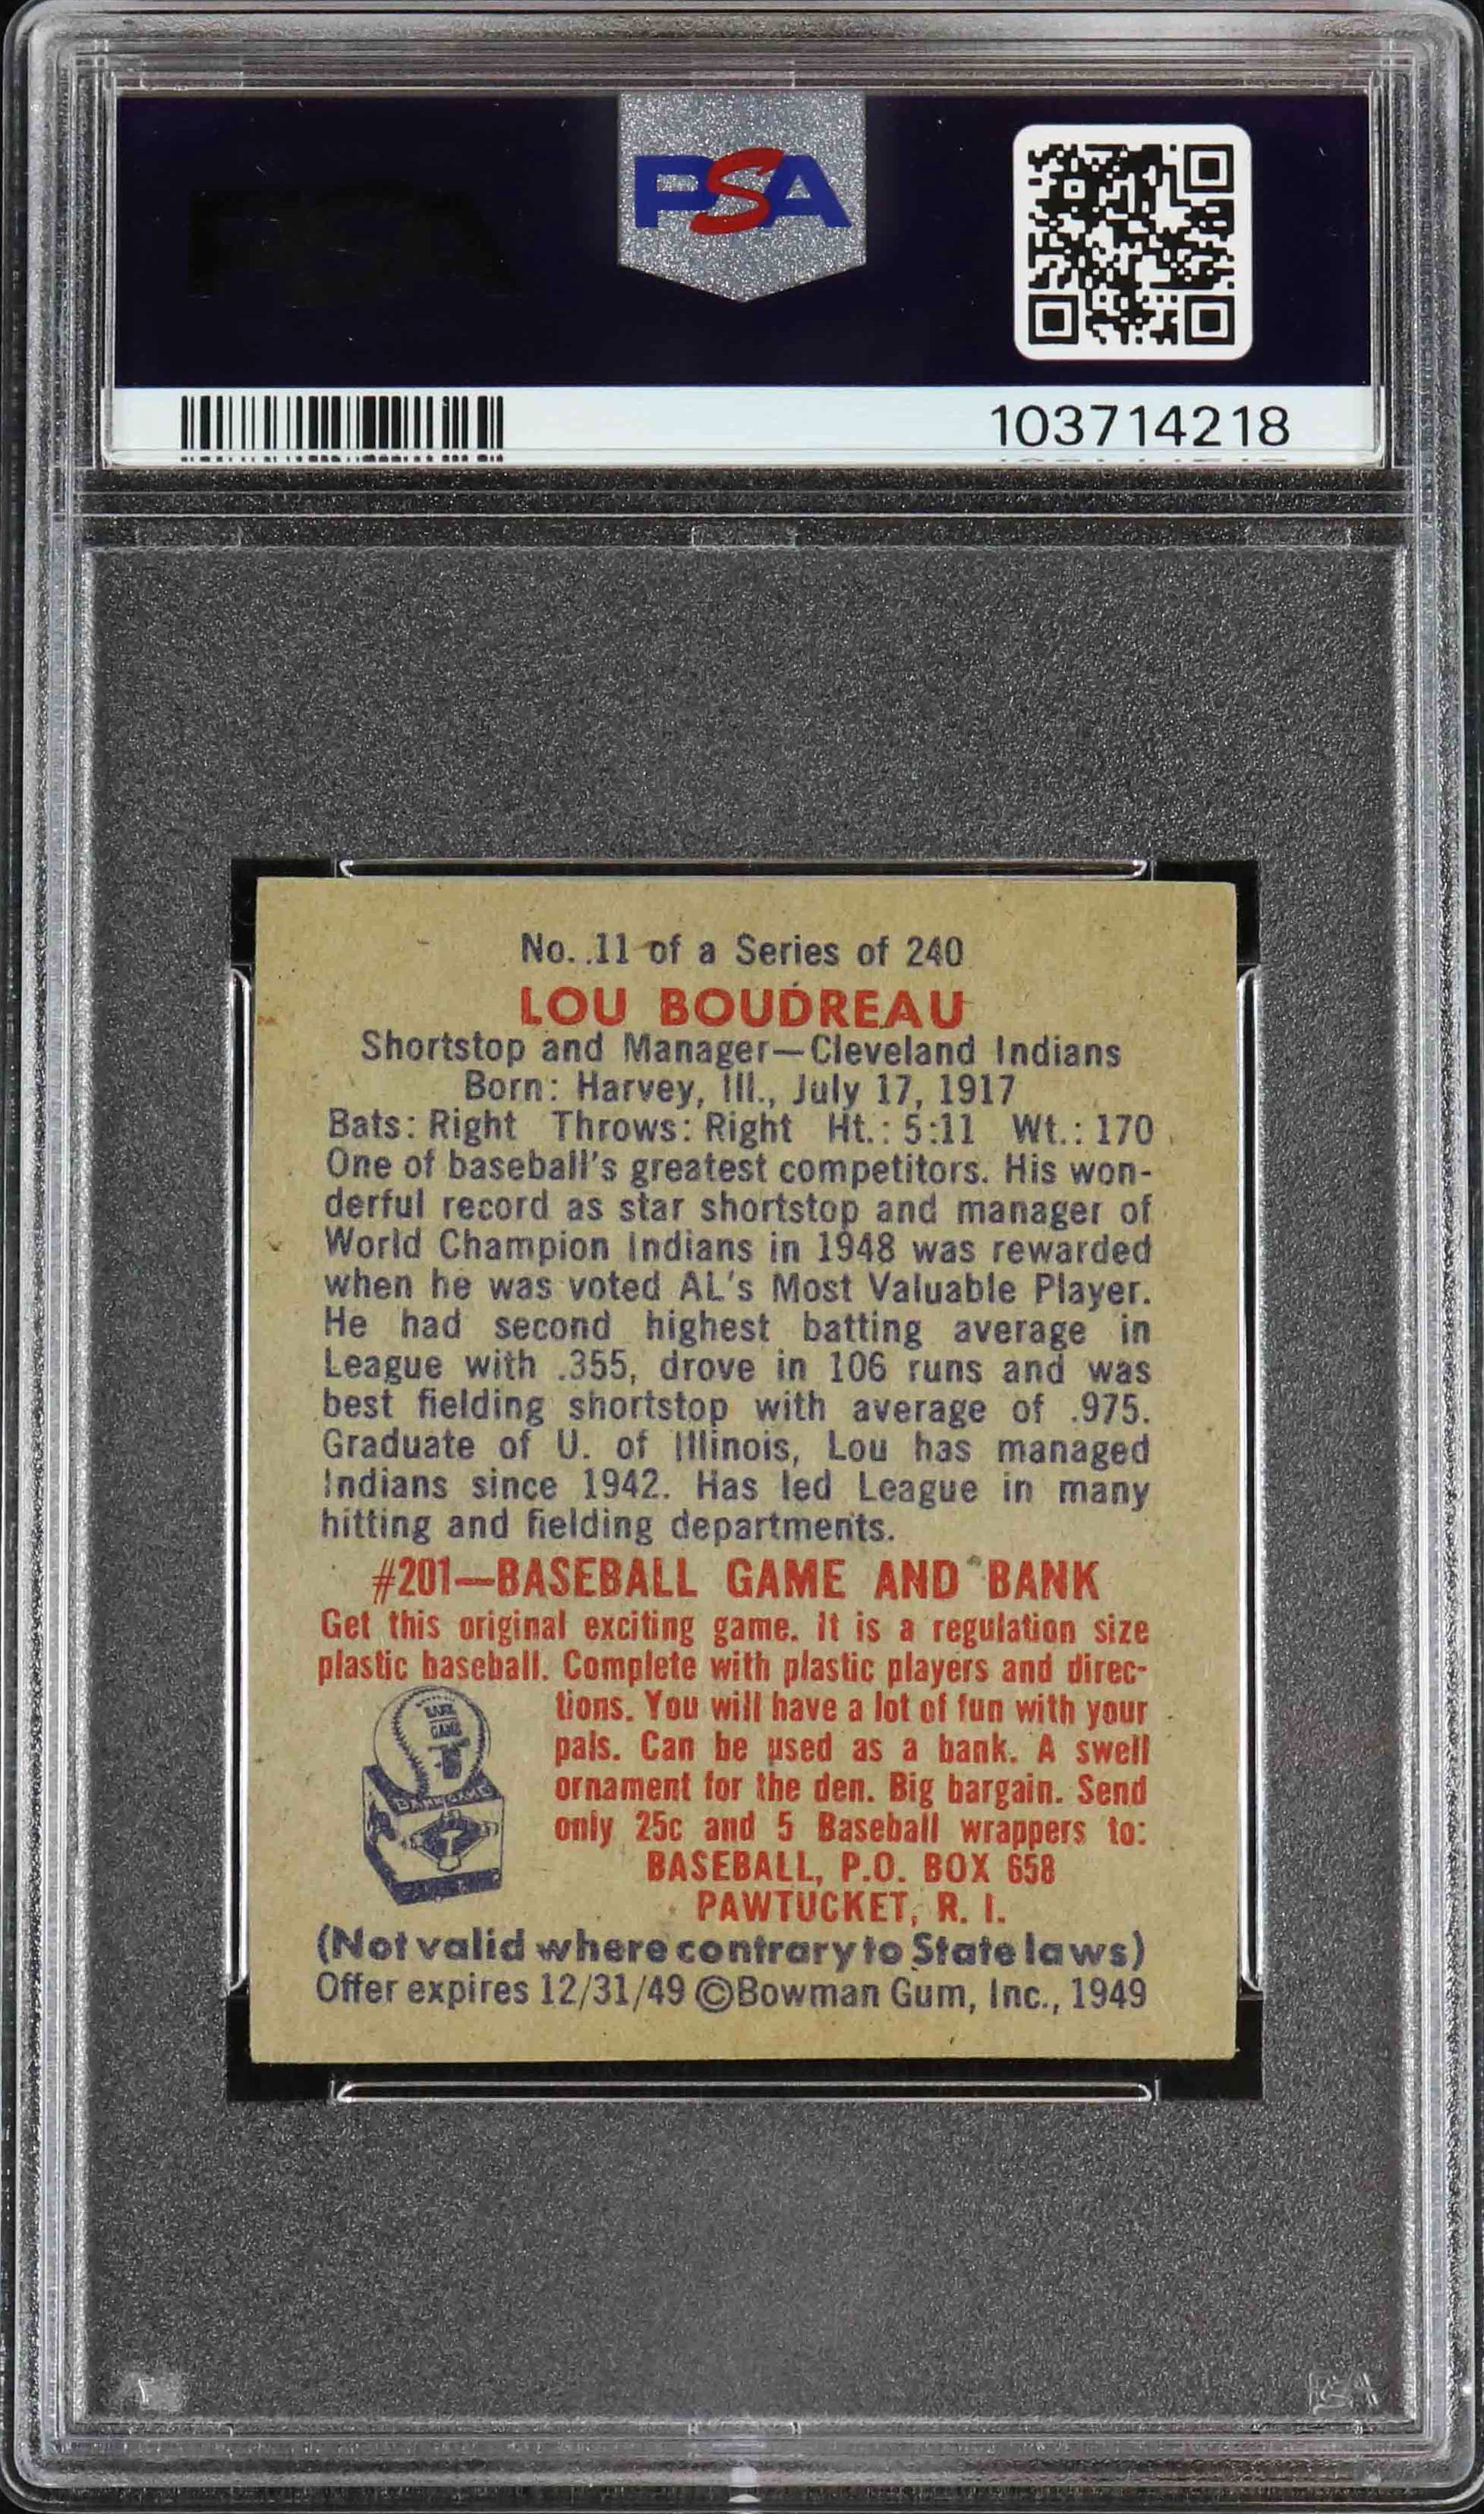 PSA
103714218
No. 11 of a Series of 240
LOU BOUDREAU
Shortstop and Manager—Cleveland Indians
Born: Harvey, Ill., July 17, 1917
Bats: Right Throws: Right Ht.: 5:11 Wt.: 170
One of baseball's greatest competitors. His won-
derful record as star shortstop and manager of
World Champion Indians in 1948 was rewarded
when he was voted AL's Most Valuable Player.
He had second highest batting average in
League with .355, drove in 106 runs and was
best fielding shortstop with average of .975.
Graduate of U. of Illinois, Lou has managed
Indians since 1942. Has led League in many
hitting and fielding departments.
#201—BASEBALL GAME AND BANK
Get this original exciting game. It is a regulation size
plastic baseball. Complete with plastic players and direc-
tions. You will have a lot of fun with your
pals. Can be used as a bank. A swell
ornament for the den. Big bargain. Send
only 25c and 5 Baseball wrappers to:
BASEBALL, P.O. BOX 658
PAWTUCKET, R. I.
BANK
GAME
(Not valid where contrary to State laws)
Offer expires 12/31/49 ©Bowman Gum, Inc., 1949